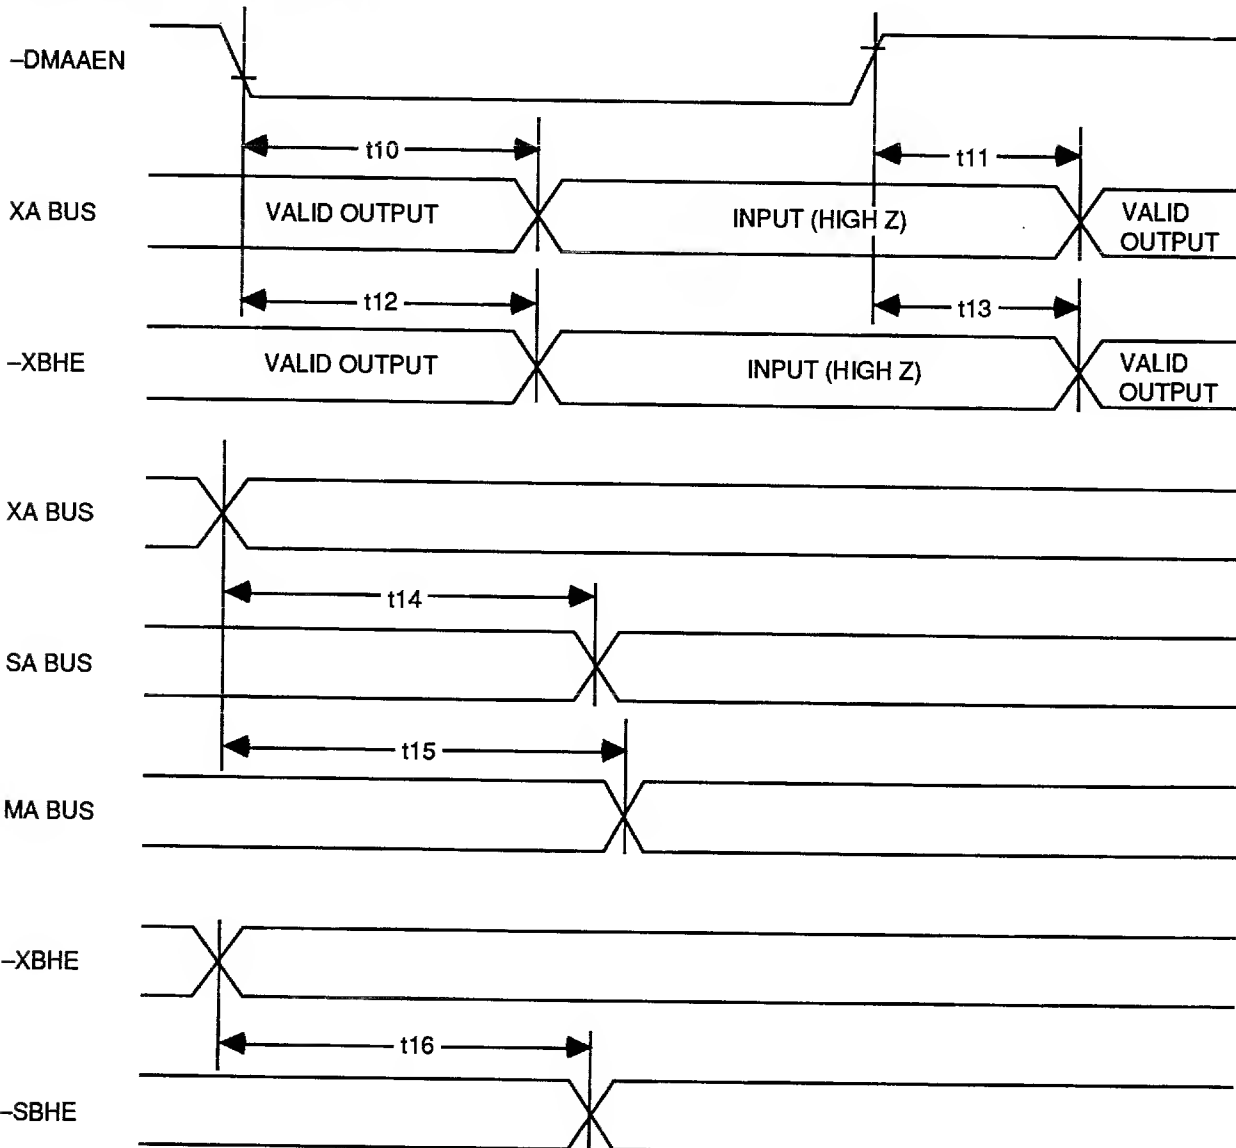 –DMAAEN
t10
t11
XA BUS
VALID OUTPUT
INPUT (HIGH Z)
VALID
OUTPUT
t12
t13
–XBHE
VALID OUTPUT
INPUT (HIGH Z)
VALID
OUTPUT
XA BUS
t14
SA BUS
t15
MA BUS
–XBHE
t16
–SBHE